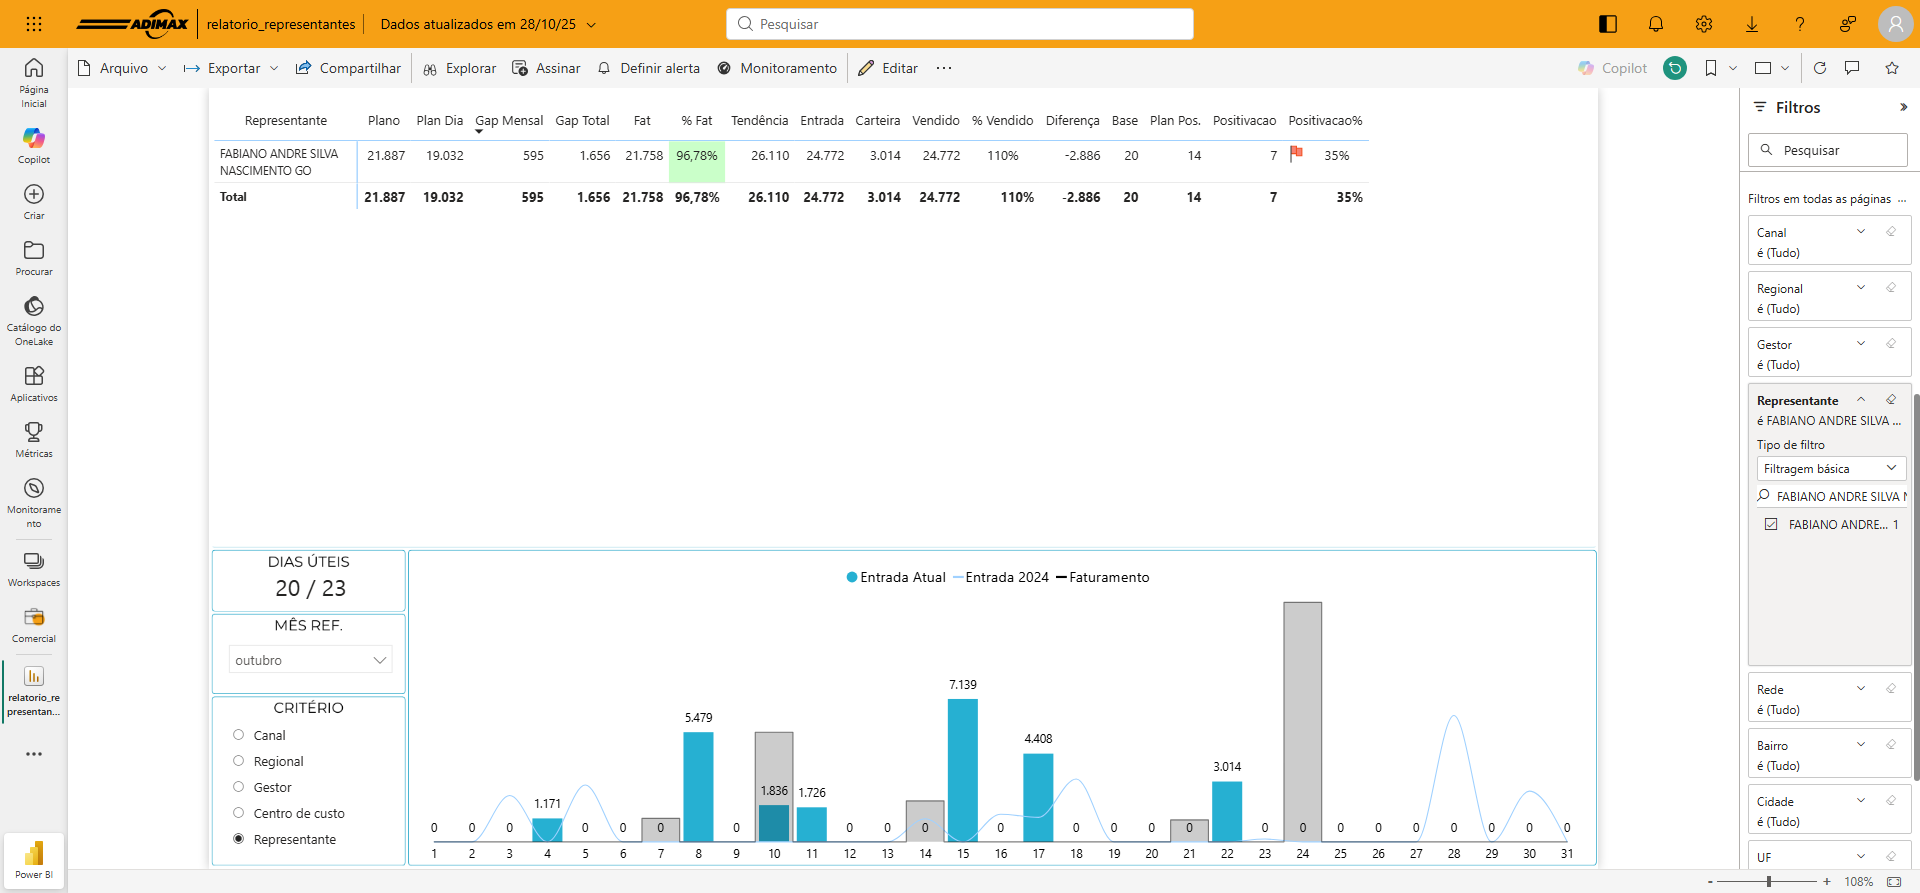 ADIMAX relatorio_representantes Dados atualizados em 28/10/25 Pesquisar
Arquivo Exportar Compartilhar Explorar Assinar Definir alerta Monitoramento Editar ... Copilot
Página Inicial
Copilot
Criar
Procurar
Catálogo do OneLake
Aplicativos
Métricas
Monitorame
nto
Workspaces
Comercial
relatorio_re
presentan...
Power BI
Representante Plano Plan Dia Gap Mensal Gap Total Fat % Fat Tendência Entrada Carteira Vendido % Vendido Diferença Base Plan Pos. Positivacao Positivacao%
FABIANO ANDRE SILVA NASCIMENTO GO 21.887 19.032 595 1.656 21.758 96,78% 26.110 24.772 3.014 24.772 110% -2.886 20 14 7 35%
Total 21.887 19.032 595 1.656 21.758 96,78% 26.110 24.772 3.014 24.772 110% -2.886 20 14 7 35%
DIAS ÚTEIS
20 / 23
MÊS REF.
outubro
CRITÉRIO
Canal
Regional
Gestor
Centro de custo
Representante
Entrada Atual Entrada 2024 Faturamento
0 0 0 1.171 0 0 0 5.479 0 1.836 1.726 0 0 0 7.139 0 4.408 0 0 0 0 3.014 0 0 0 0 0 0 0 0 0
1 2 3 4 5 6 7 8 9 10 11 12 13 14 15 16 17 18 19 20 21 22 23 24 25 26 27 28 29 30 31
Filtros
Pesquisar
Filtros em todas as páginas ...
Canal
é (Tudo)
Regional
é (Tudo)
Gestor
é (Tudo)
Representante
é FABIANO ANDRE SILVA ...
Tipo de filtro
Filtragem básica
FABIANO ANDRE SILVA N
FABIANO ANDRE... 1
Rede
é (Tudo)
Bairro
é (Tudo)
Cidade
é (Tudo)
UF
- + 108%